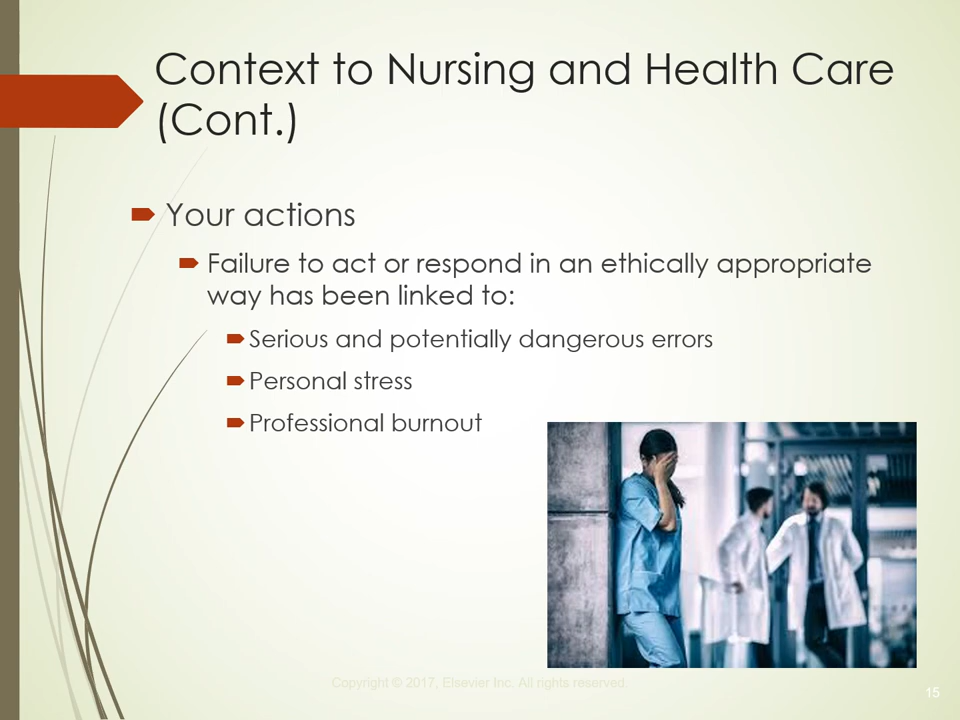 Context to Nursing and Health Care
(Cont.)
Your actions
Failure to act or respond in an ethically appropriate
way has been linked to:
Serious and potentially dangerous errors
Personal stress
Professional burnout
Copyright © 2017, Elsevier Inc. All rights reserved.
15